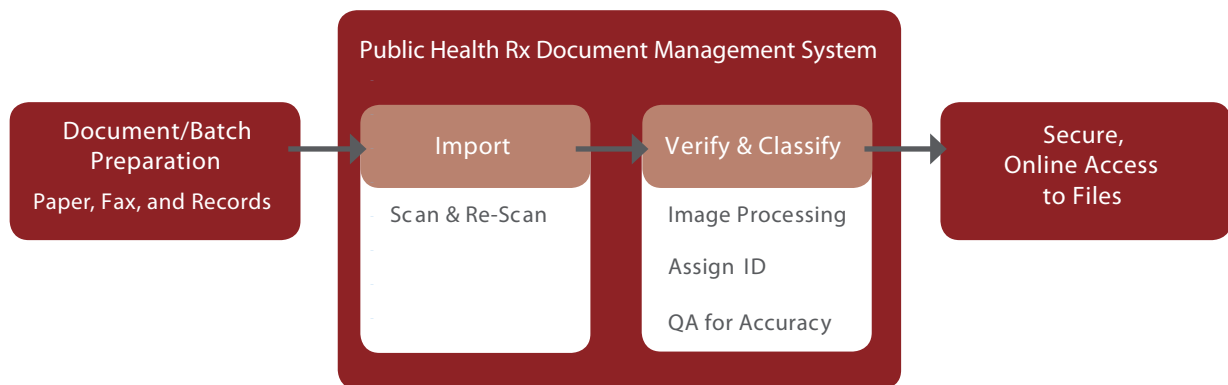 Public Health Rx Document Management System
Document/Batch
Preparation
Paper, Fax, and Records
Import
Scan & Re-Scan
Verify & Classify
Image Processing
Assign ID
QA for Accuracy
Secure,
Online Access
to Files